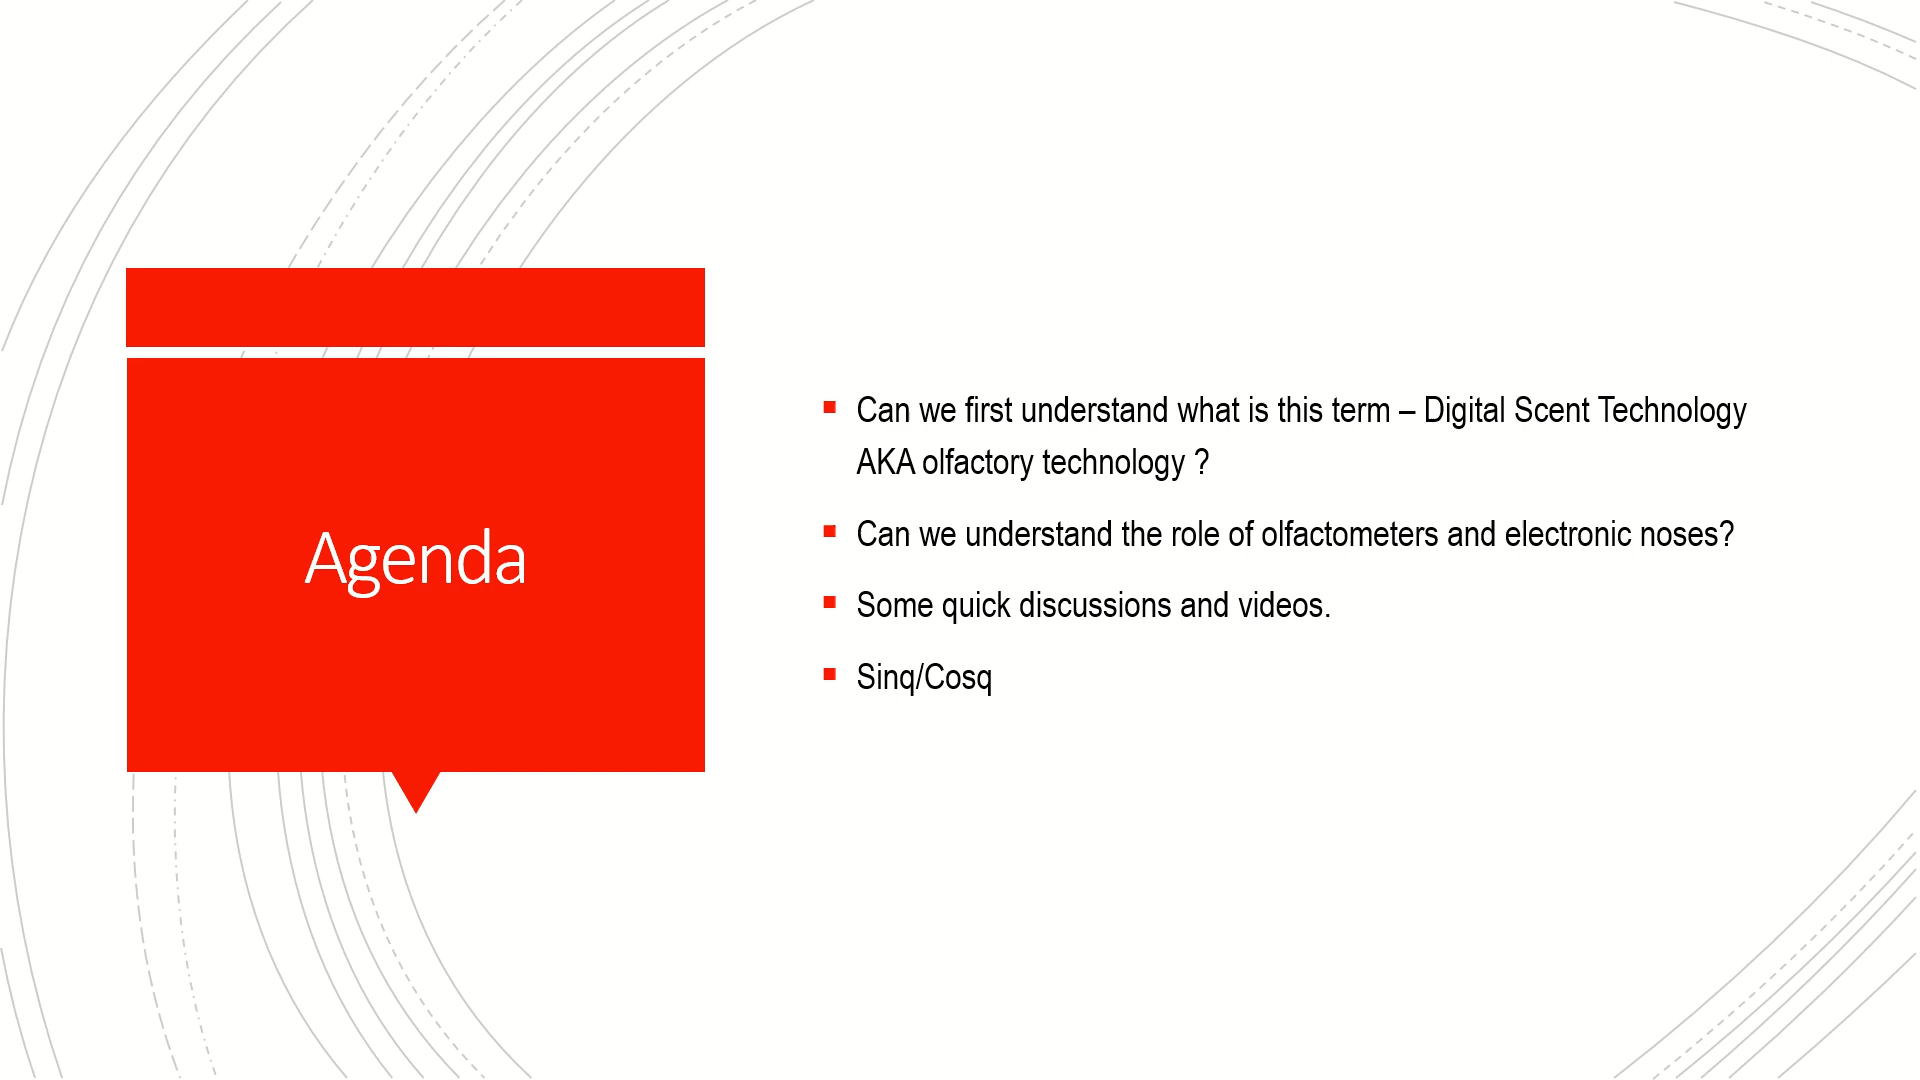 Agenda
Can we first understand what is this term – Digital Scent Technology
AKA olfactory technology ?
Can we understand the role of olfactometers and electronic noses?
Some quick discussions and videos.
Sinq/Cosq